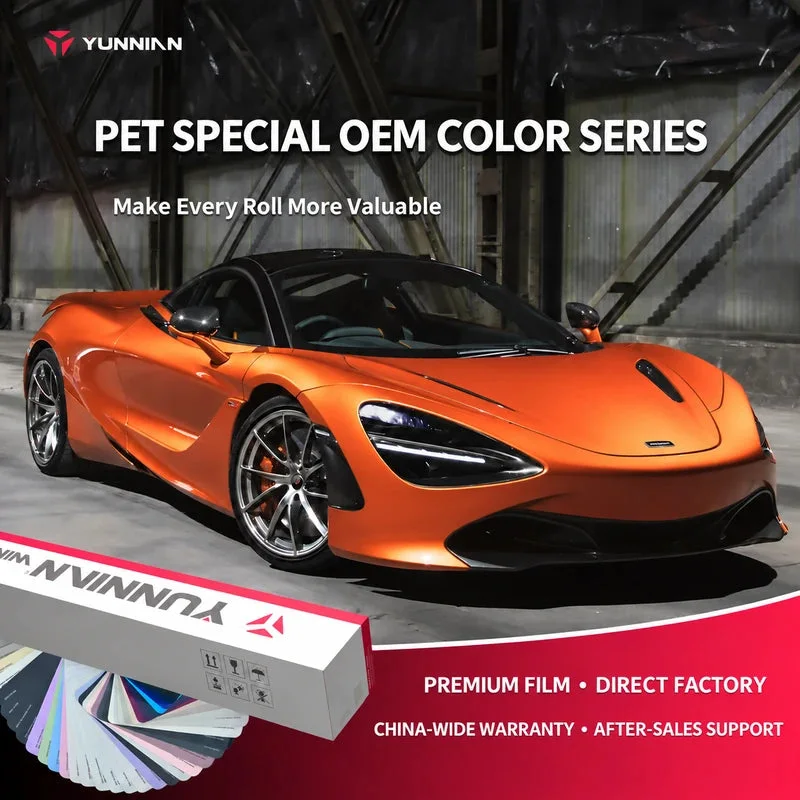 YUNNIAN
PET SPECIAL OEM COLOR SERIES
Make Every Roll More Valuable
YUNNIAN
PREMIUM FILM • DIRECT FACTORY
CHINA-WIDE WARRANTY • AFTER-SALES SUPPORT